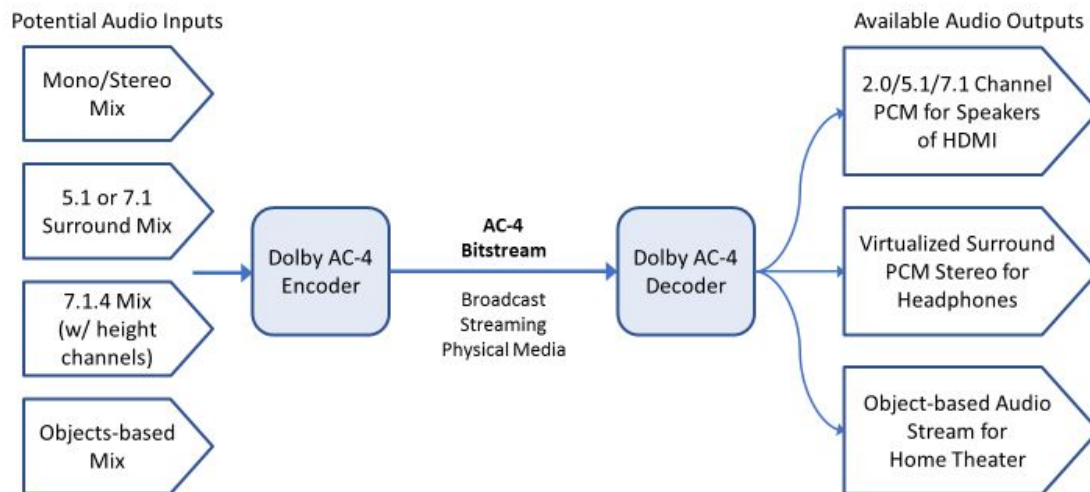 Potential Audio Inputs
Mono/Stereo
Mix
5.1 or 7.1
Surround Mix
7.1.4 Mix
(w/ height
channels)
Objects-based
Mix
Dolby AC-4
Encoder
AC-4
Bitstream
Broadcast
Streaming
Physical Media
Dolby AC-4
Decoder
Available Audio Outputs
2.0/5.1/7.1 Channel
PCM for Speakers
of HDMI
Virtualized Surround
PCM Stereo for
Headphones
Object-based Audio
Stream for
Home Theater